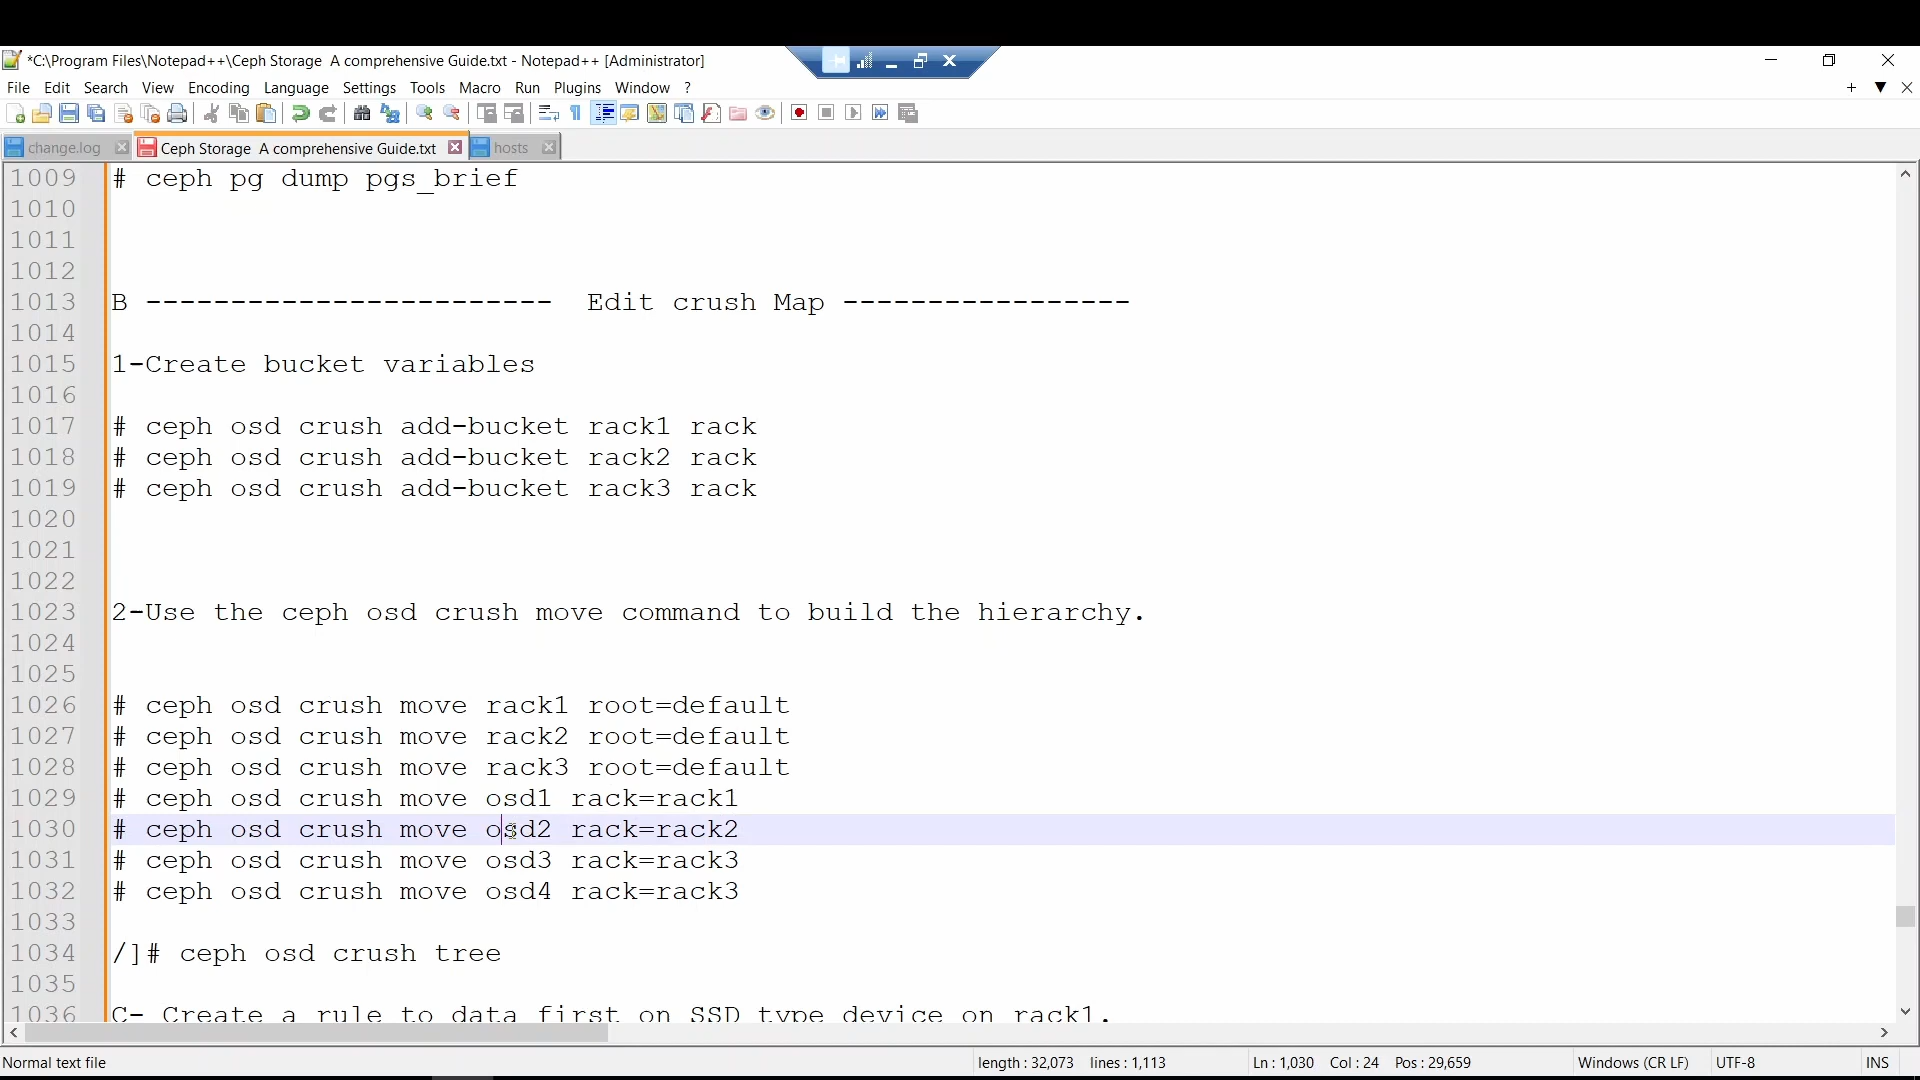 *C:\Program Files\Notepad++\Ceph Storage  A comprehensive Guide.txt - Notepad++ [Administrator]
File Edit Search View Encoding Language Settings Tools Macro Run Plugins Window ?
change.log Ceph Storage  A comprehensive Guide.txt hosts
1009 # ceph pg dump pgs_brief
1010
1011
1012
1013 B ------------------------  Edit crush Map -----------------
1014
1015 1-Create bucket variables
1016
1017 # ceph osd crush add-bucket rack1 rack
1018 # ceph osd crush add-bucket rack2 rack
1019 # ceph osd crush add-bucket rack3 rack
1020
1021
1022
1023 2-Use the ceph osd crush move command to build the hierarchy.
1024
1025
1026 # ceph osd crush move rack1 root=default
1027 # ceph osd crush move rack2 root=default
1028 # ceph osd crush move rack3 root=default
1029 # ceph osd crush move osd1 rack=rack1
1030 # ceph osd crush move osd2 rack=rack2
1031 # ceph osd crush move osd3 rack=rack3
1032 # ceph osd crush move osd4 rack=rack3
1033
1034 /]# ceph osd crush tree
1035
1036 C- Create a rule to data first on SSD type device on rack1.
Normal text file length : 32,073 lines : 1,113 Ln : 1,030 Col : 24 Pos : 29,659 Windows (CR LF) UTF-8 INS